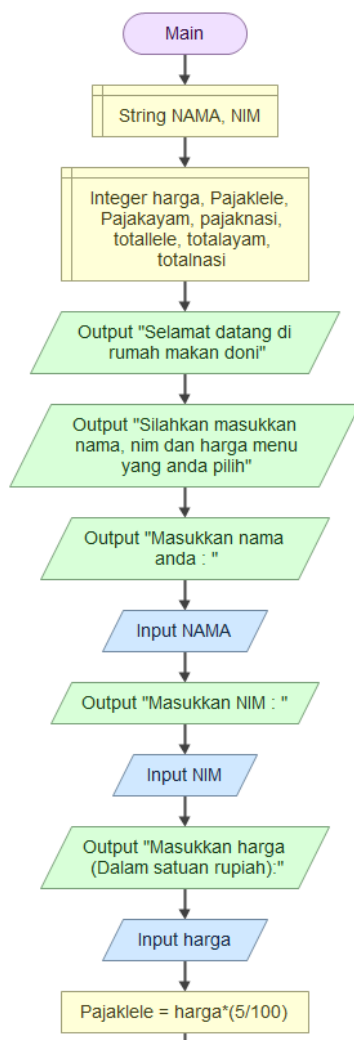 Main
String NAMA, NIM
Integer harga, Pajaklele,
Pajakayam, pajaknasi,
totallele, totalayam,
totalnasi
Output "Selamat datang di
rumah makan doni"
Output "Silahkan masukkan
nama, nim dan harga menu
yang anda pilih"
Output "Masukkan nama
anda : "
Input NAMA
Output "Masukkan NIM : "
Input NIM
Output "Masukkan harga
(Dalam satuan rupiah):"
Input harga
Pajaklele = harga*(5/100)